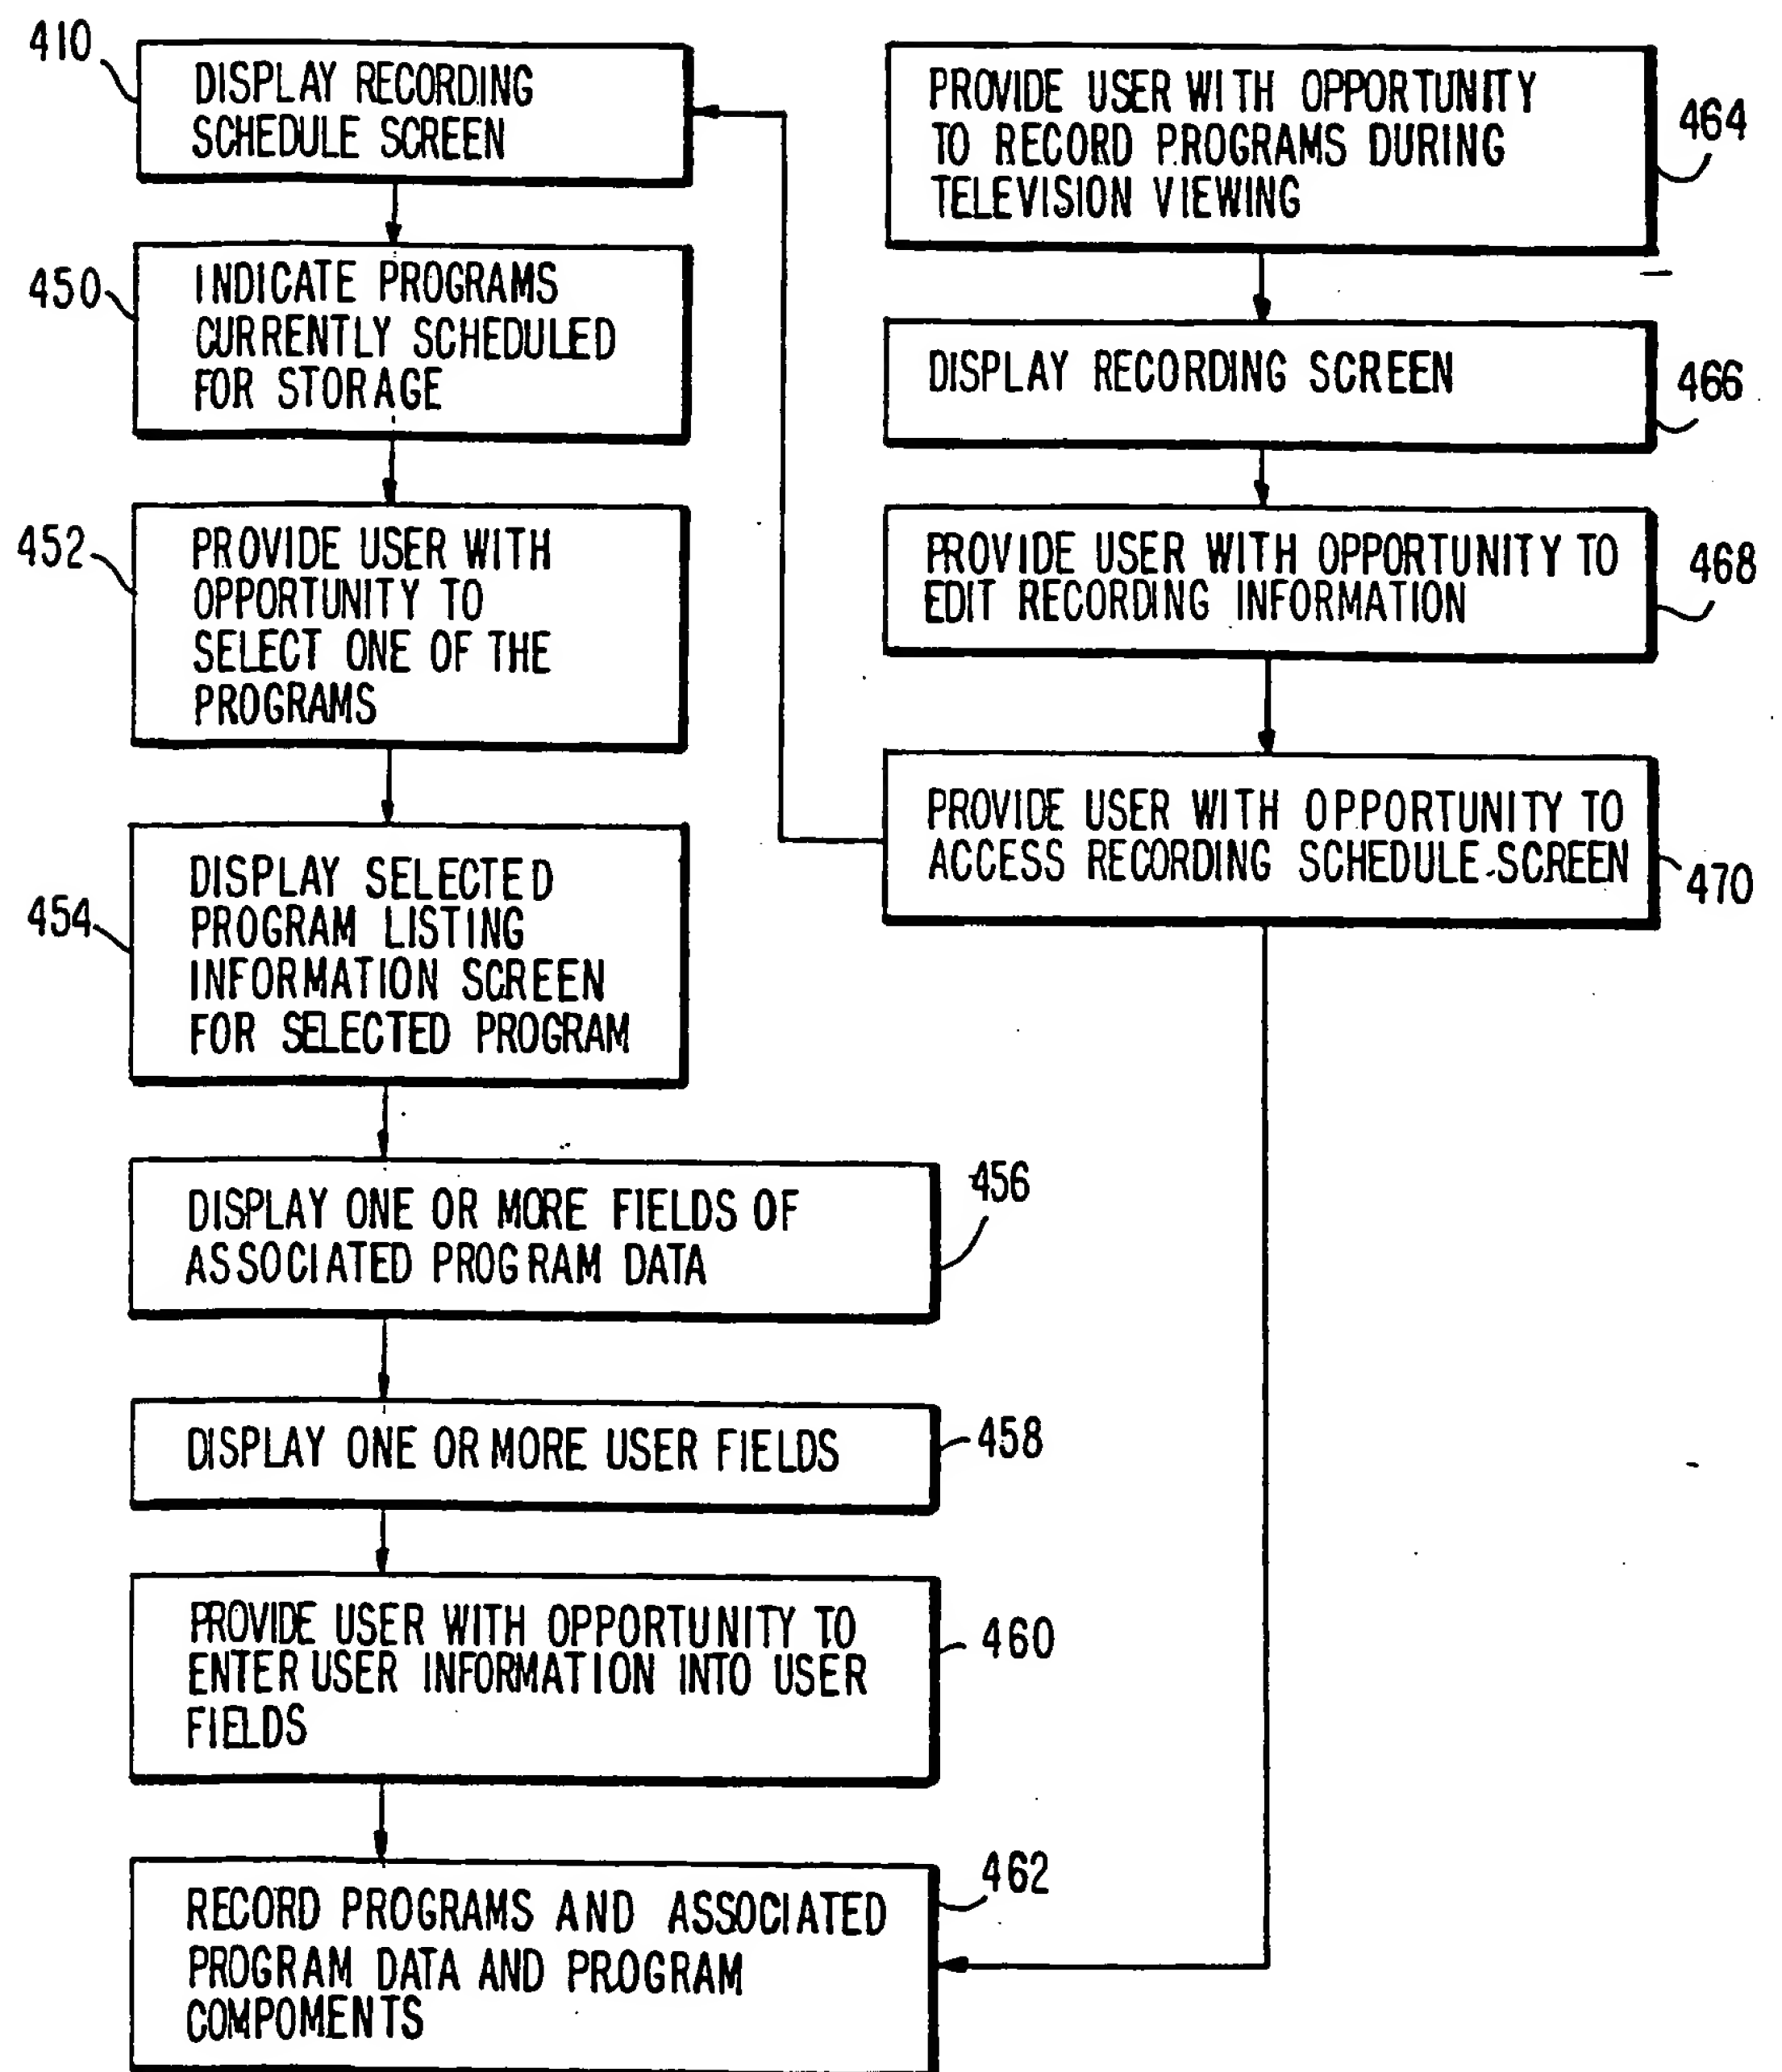 410
DISPLAY RECORDING
SCHEDULE SCREEN
450
INDICATE PROGRAMS
CURRENTLY SCHEDULED
FOR STORAGE
452
PROVIDE USER WITH
OPPORTUNITY TO
SELECT ONE OF THE
PROGRAMS
454
DISPLAY SELECTED
PROGRAM LISTING
INFORMATION SCREEN
FOR SELECTED PROGRAM
DISPLAY ONE OR MORE FIELDS OF
ASSOCIATED PROGRAM DATA
456
DISPLAY ONE OR MORE USER FIELDS
458
PROVIDE USER WITH OPPORTUNITY TO
ENTER USER INFORMATION INTO USER
FIELDS
460
RECORD PROGRAMS AND ASSOCIATED
PROGRAM DATA AND PROGRAM
COMPOMENTS
462
PROVIDE USER WITH OPPORTUNITY
TO RECORD PROGRAMS DURING
TELEVISION VIEWING
464
DISPLAY RECORDING SCREEN
466
PROVIDE USER WITH OPPORTUNITY TO
EDIT RECORDING INFORMATION
468
PROVIDE USER WITH OPPORTUNITY TO
ACCESS RECORDING SCHEDULE SCREEN
470